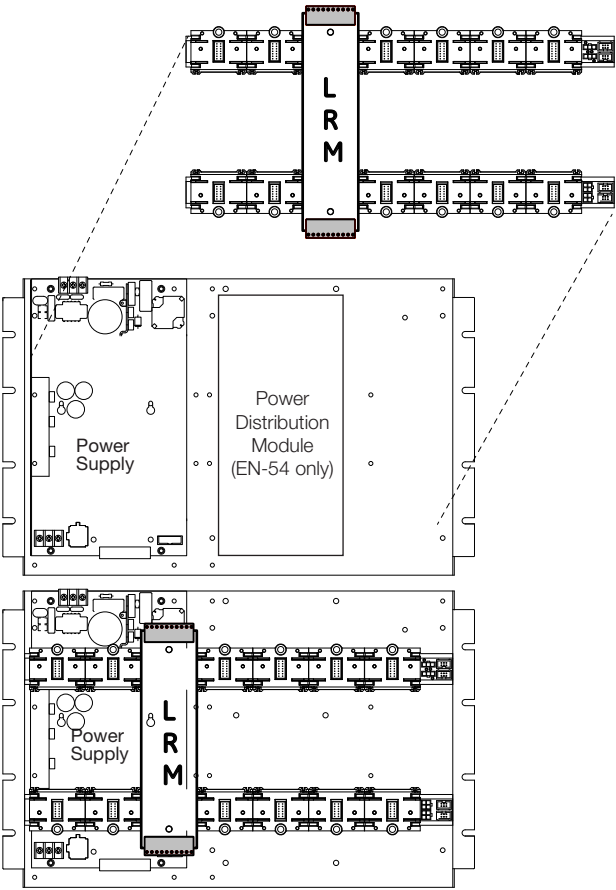 L
R
M
Power
Supply
Power
Distribution
Module
(EN-54 only)
L
R
M
Power
Supply